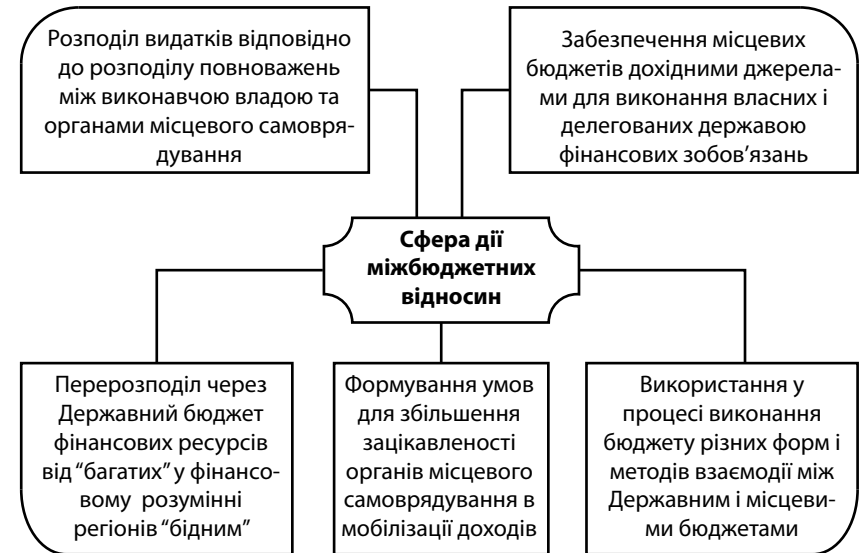 Розподіл видатків відповідно
до розподілу повноважень
між виконавчою владою та
органами місцевого самовря-
дування
Забезпечення місцевих
бюджетів дохідними джерела-
ми для виконання власних і
делегованих державою
фінансових зобов'язань
Сфера дії
міжбюджетних
відносин
Перерозподіл через
Державний бюджет
фінансових ресурсів
від “багатих” у фінансо-
вому розумінні
регіонів “бідним”
Формування умов
для збільшення
зацікавленості
органів місцевого
самоврядування в
мобілізації доходів
Використання у
процесі виконання
бюджету різних форм і
методів взаємодії між
Державним і місцеви-
ми бюджетами